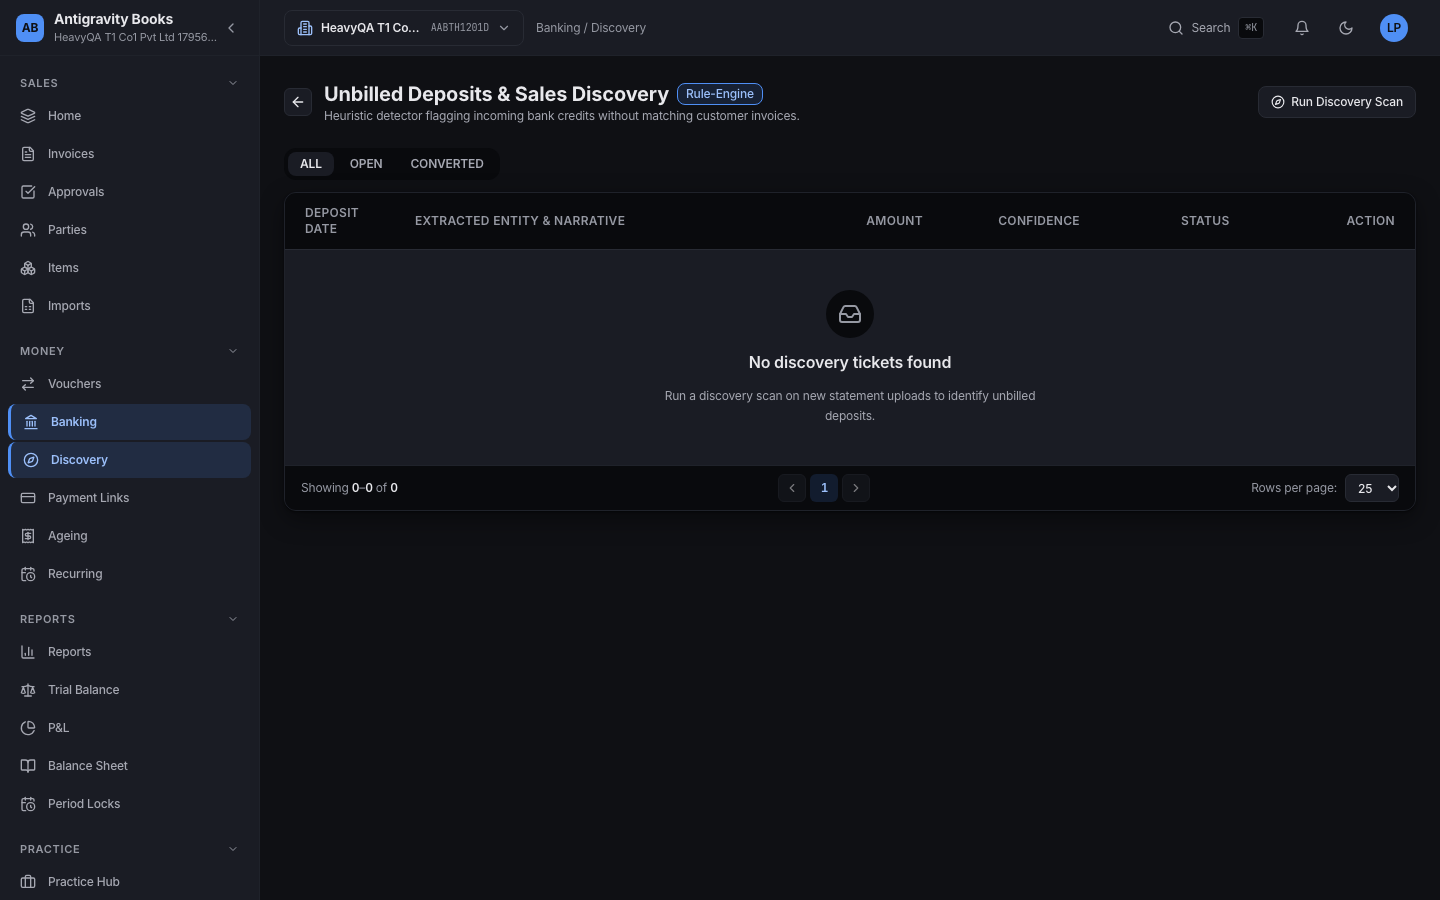 AB
Antigravity Books
HeavyQA T1 Co1 Pvt Ltd 17956...
HeavyQA T1 Co... AABTH1201D
Banking / Discovery
Search ⌘K
LP
SALES
Home
Invoices
Approvals
Parties
Items
Imports
MONEY
Vouchers
Banking
Discovery
Payment Links
Ageing
Recurring
REPORTS
Reports
Trial Balance
P&L
Balance Sheet
Period Locks
PRACTICE
Practice Hub
Unbilled Deposits & Sales Discovery Rule-Engine
Heuristic detector flagging incoming bank credits without matching customer invoices.
Run Discovery Scan
ALL OPEN CONVERTED
DEPOSIT DATE EXTRACTED ENTITY & NARRATIVE AMOUNT CONFIDENCE STATUS ACTION
No discovery tickets found
Run a discovery scan on new statement uploads to identify unbilled
deposits.
Showing 0–0 of 0
1
Rows per page: 25